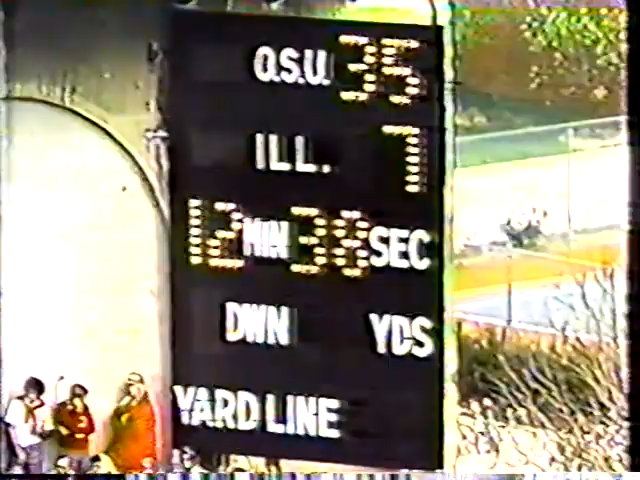 O.S.U. 35
ILL. 7
12 MIN 38 SEC
DWN YDS
YARD LINE